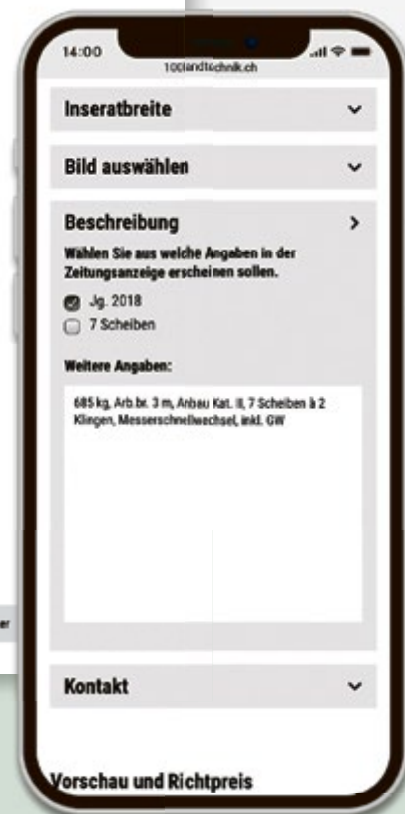 14:00
100landtechnik.ch
Inseratbreite
Bild auswählen
Beschreibung
Wählen Sie aus welche Angaben in der
Zeitungsanzeige erscheinen sollen.
Jg. 2018
7 Scheiben
Weitere Angaben:
685 kg, Arb.br. 3 m, Anbau Kat. II, 7 Scheiben à 2
Klingen, Messerschnellwechsel, inkl. GW
er
Kontakt
Vorschau und Richtpreis